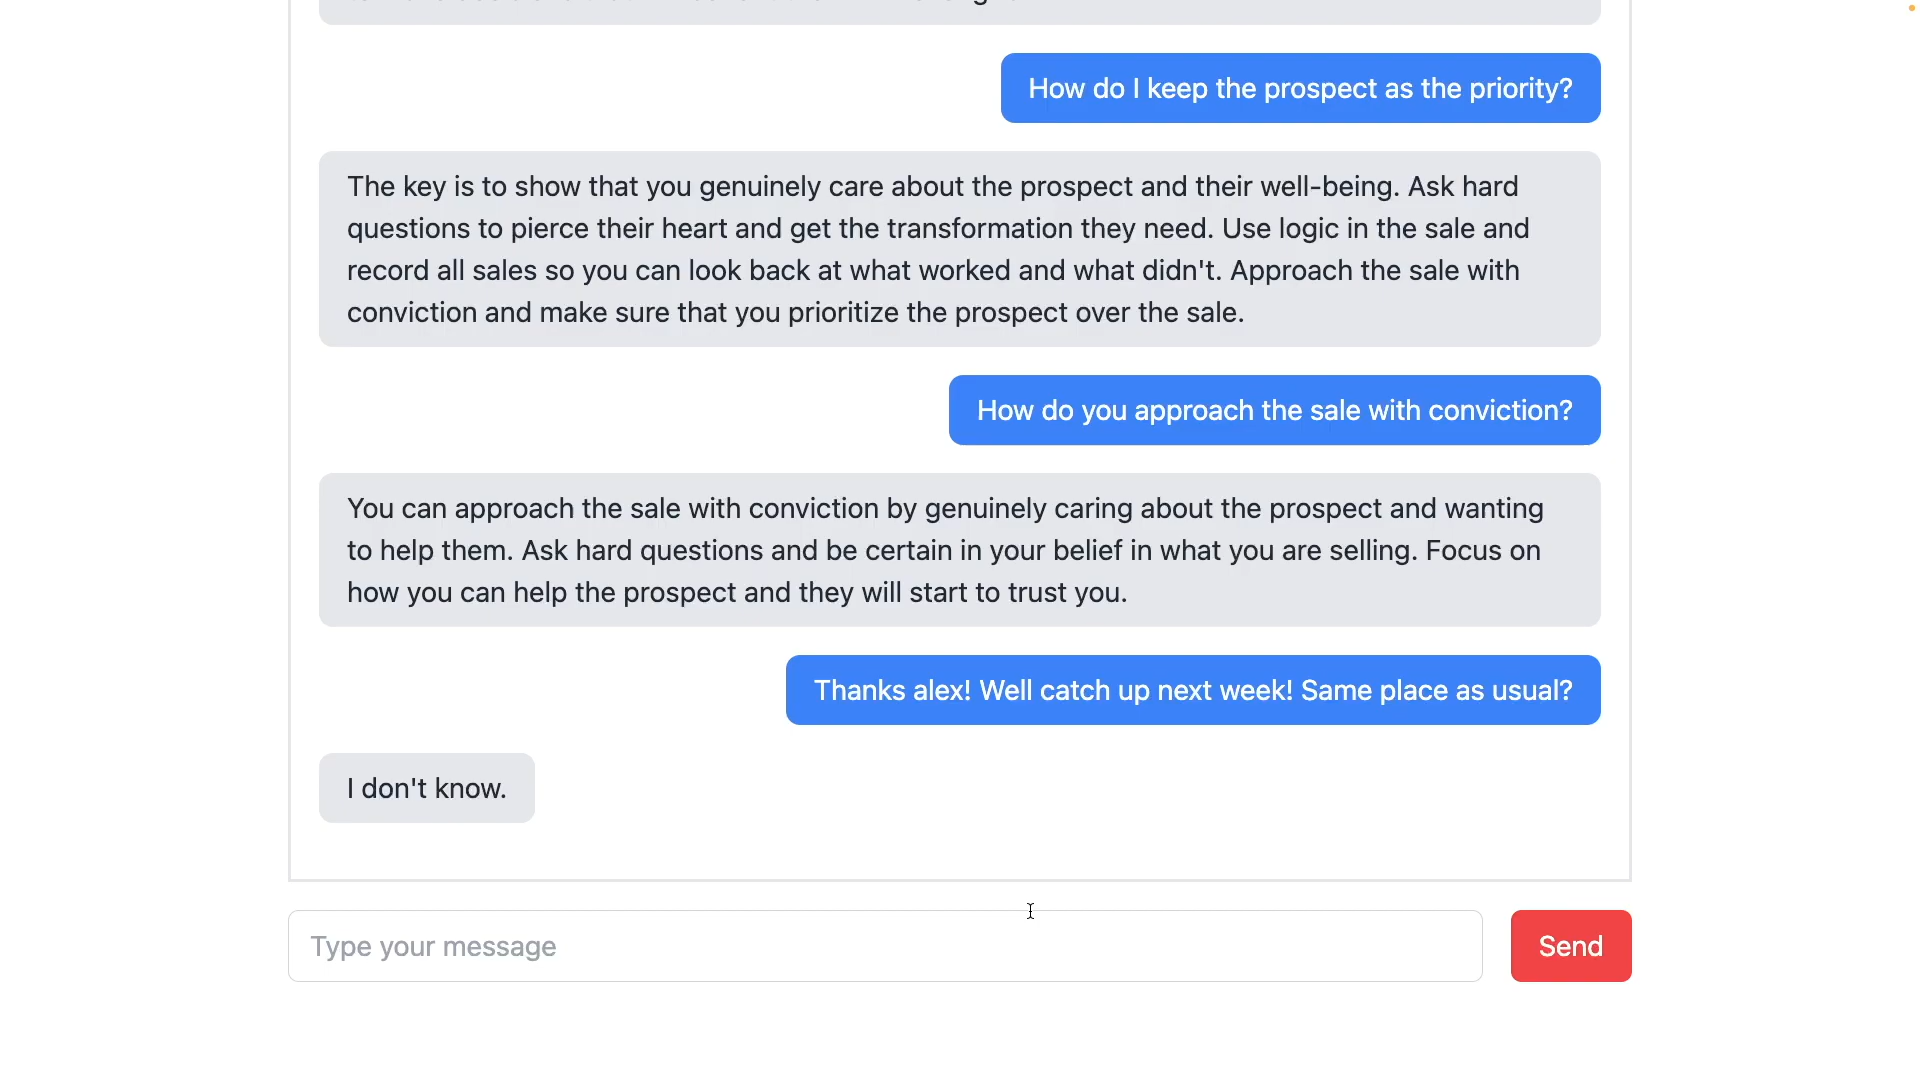 How do I keep the prospect as the priority?
The key is to show that you genuinely care about the prospect and their well-being. Ask hard
questions to pierce their heart and get the transformation they need. Use logic in the sale and
record all sales so you can look back at what worked and what didn't. Approach the sale with
conviction and make sure that you prioritize the prospect over the sale.
How do you approach the sale with conviction?
You can approach the sale with conviction by genuinely caring about the prospect and wanting
to help them. Ask hard questions and be certain in your belief in what you are selling. Focus on
how you can help the prospect and they will start to trust you.
Thanks alex! Well catch up next week! Same place as usual?
I don't know.
Type your message
Send